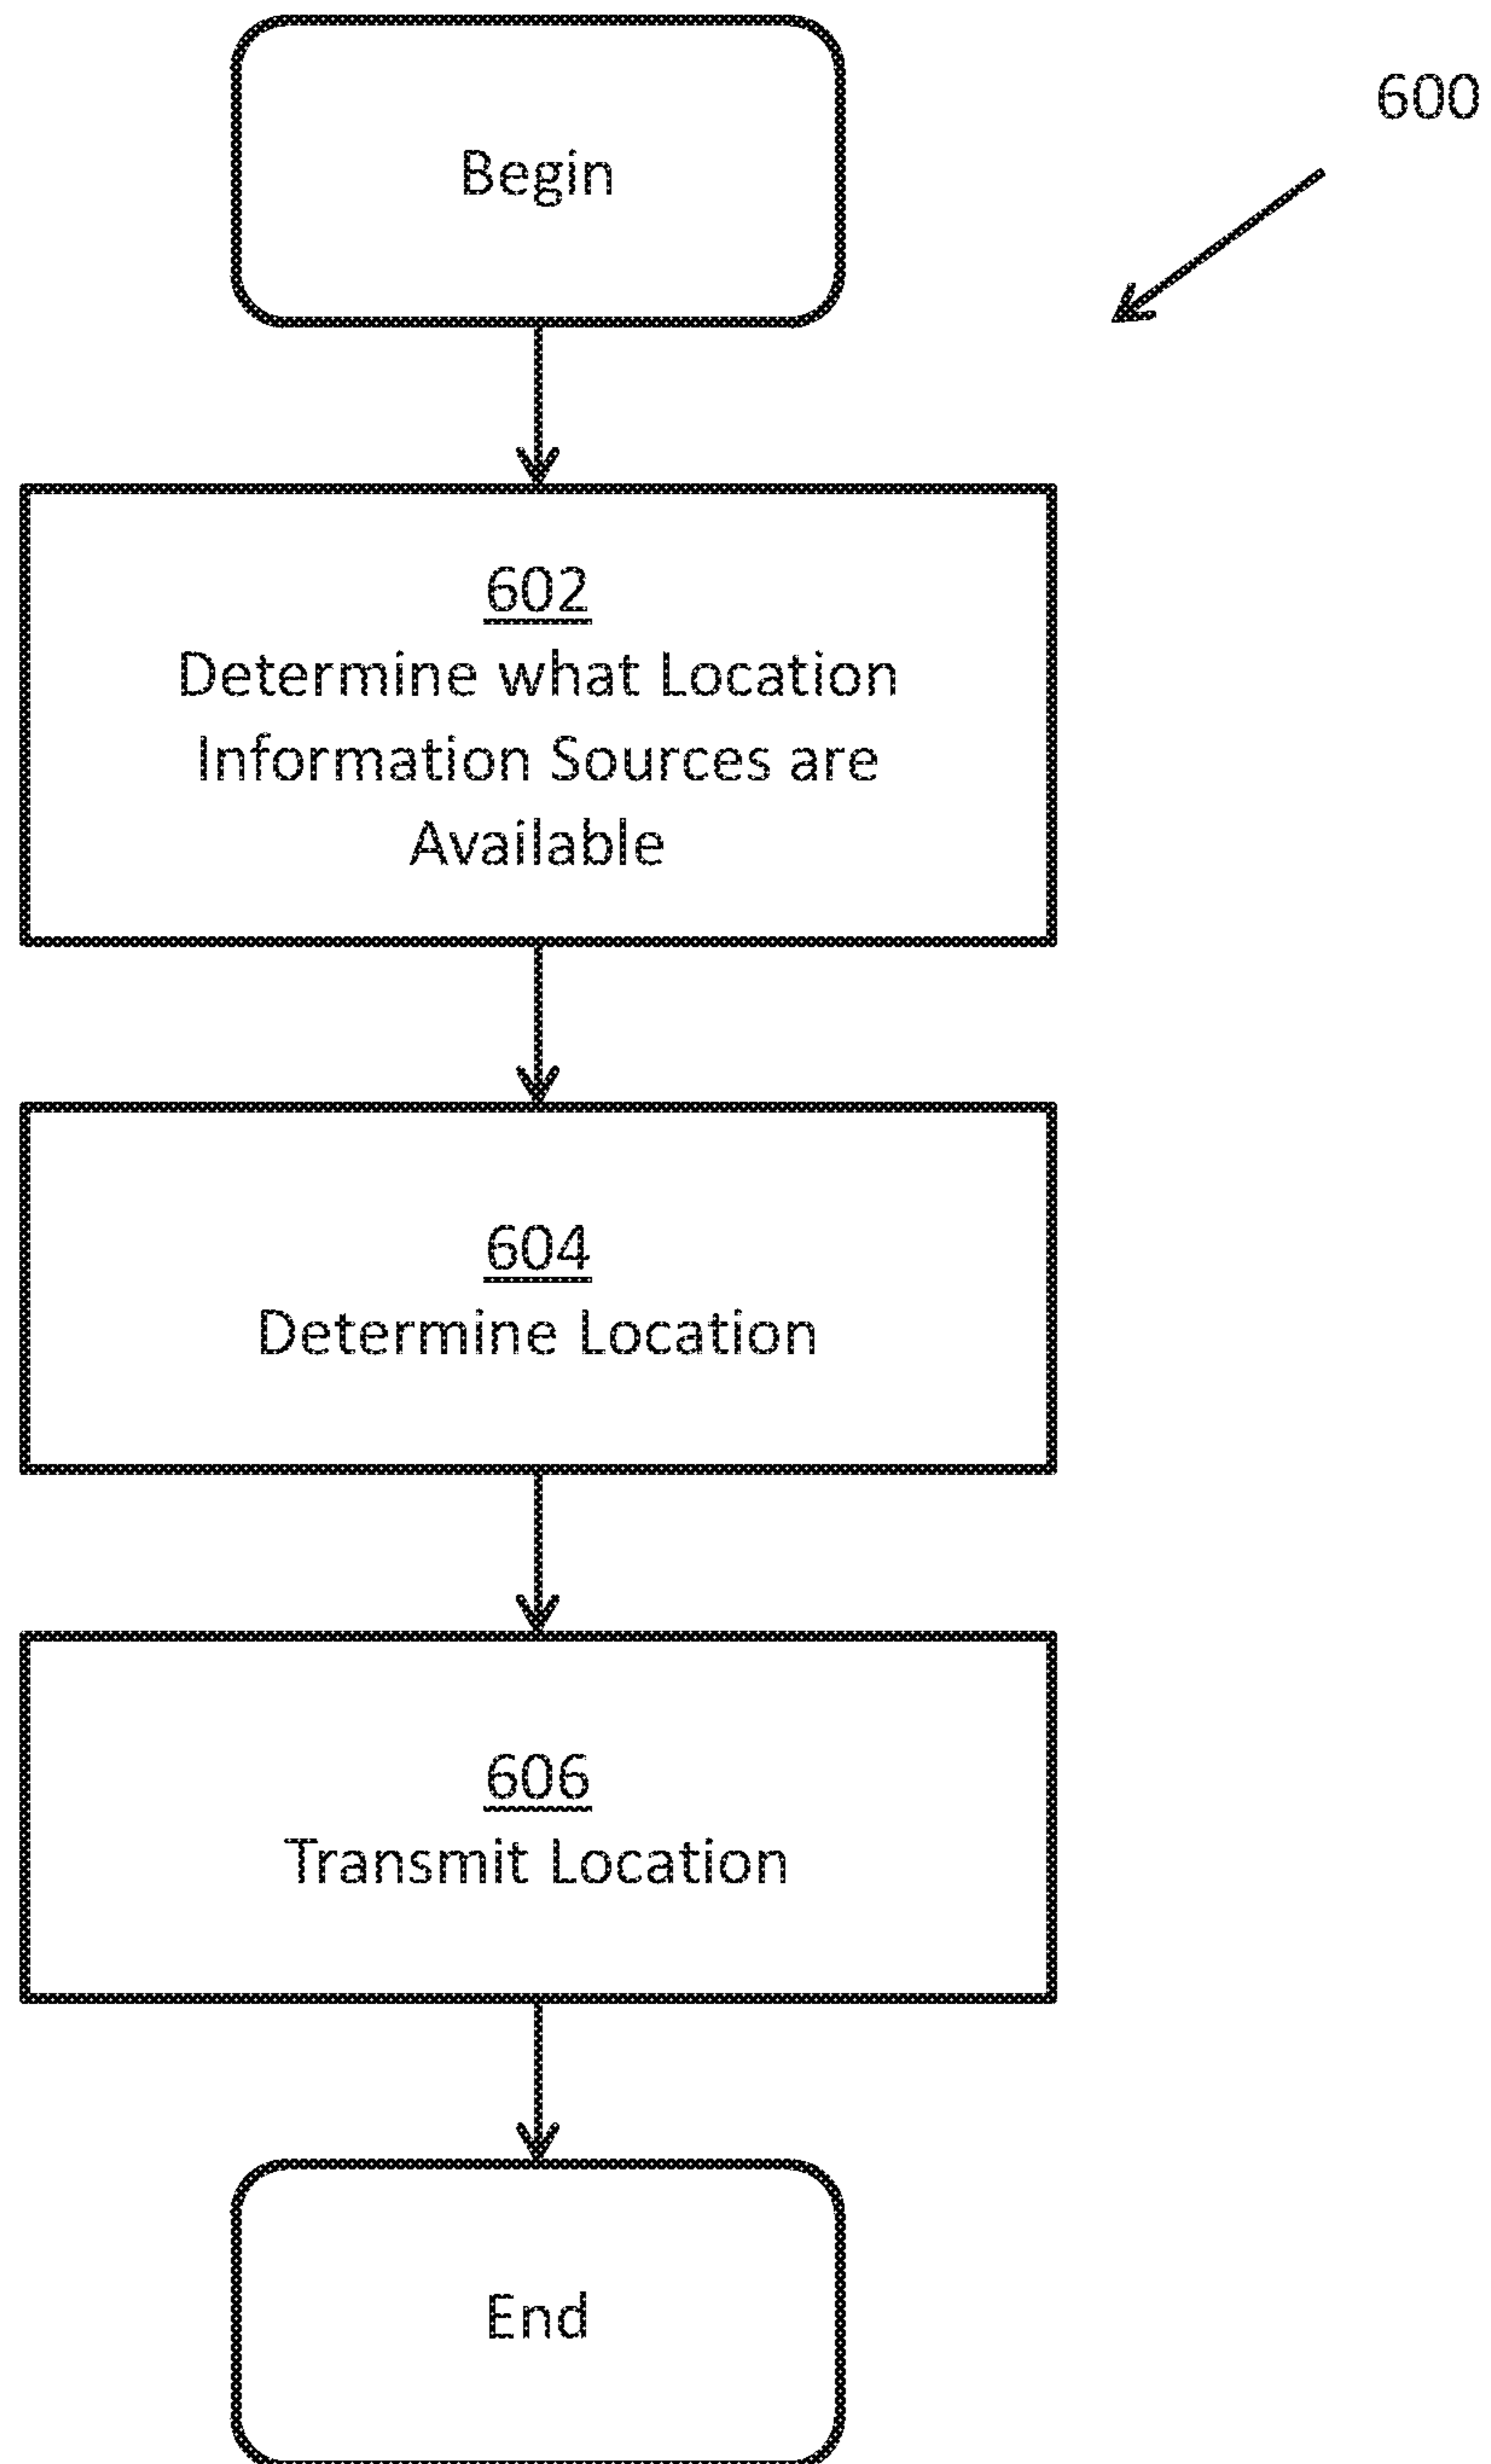 Begin
600
602
Determine what Location
Information Sources are
Available
604
Determine Location
606
Transmit Location
End